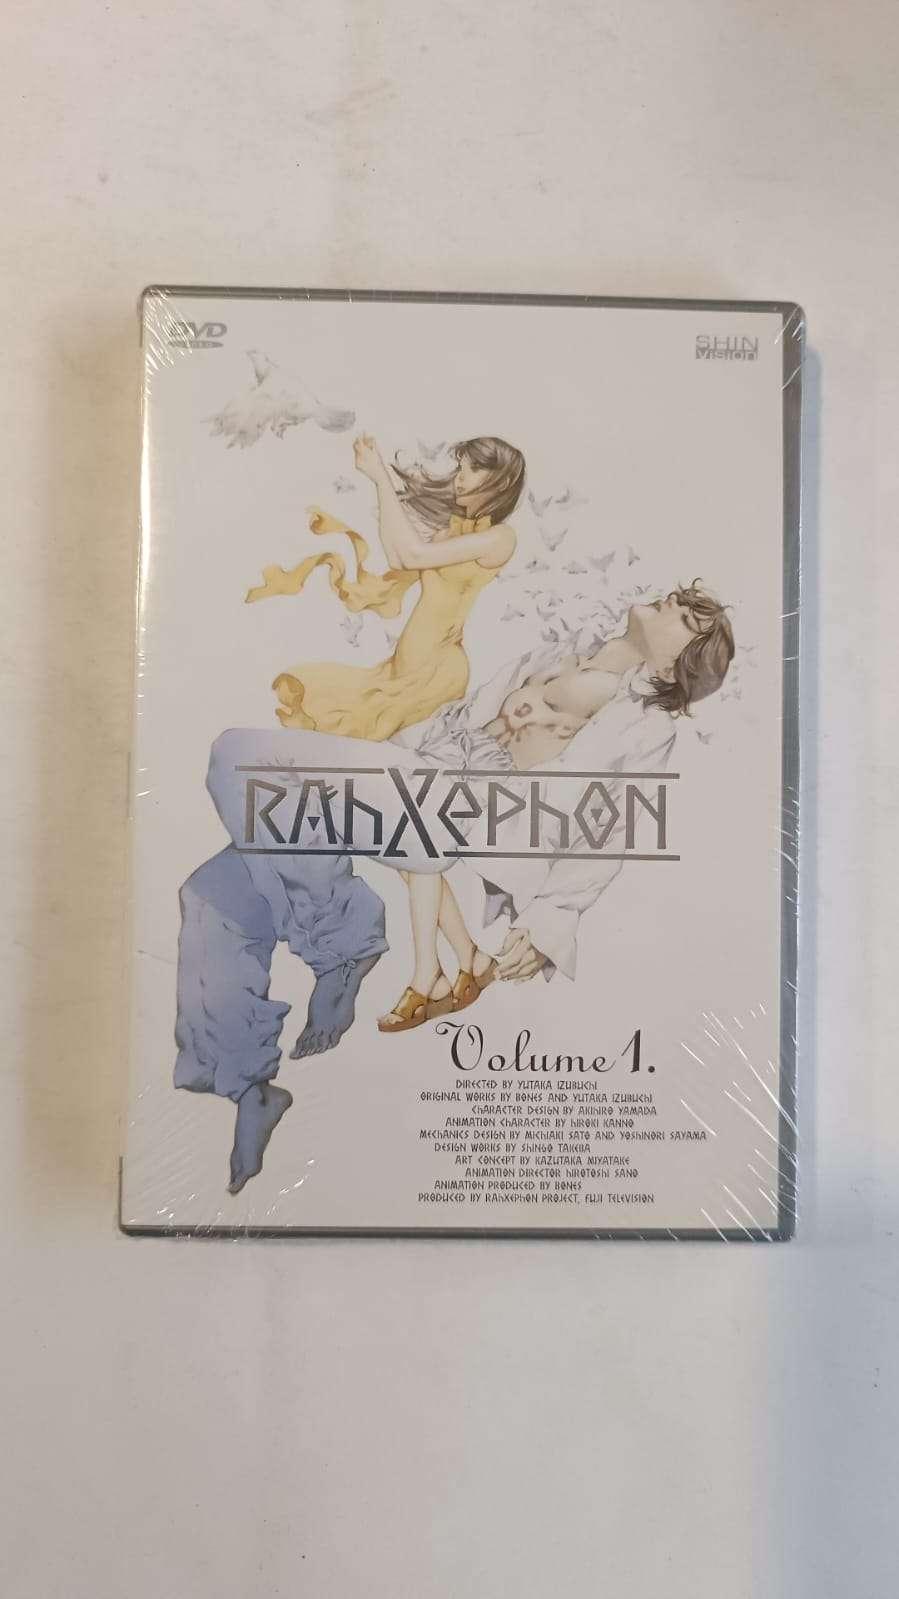 DVD
VIDEO
SHIN
Vision
RAhXePhON
Volume 1.
DIRECTED BY YUTAKA IZUBUCHI
ORIGINAL WORKS BY BONES AND YUTAKA IZUBUCHI
CHARACTER DESIGN BY AKIHIRO YAMADA
ANIMATION CHARACTER BY HIROKI KANNO
MECHANICS DESIGN BY MICHIAKI SATO AND YOSHINORI SAYAMA
DESIGN WORKS BY SHINGO TAKEBA
ART CONCEPT BY KAZUTAKA MIYATAKE
ANIMATION DIRECTOR HIROTOSHI SANO
ANIMATION PRODUCED BY BONES
PRODUCED BY RAHXEPHON PROJECT, FUJI TELEVISION